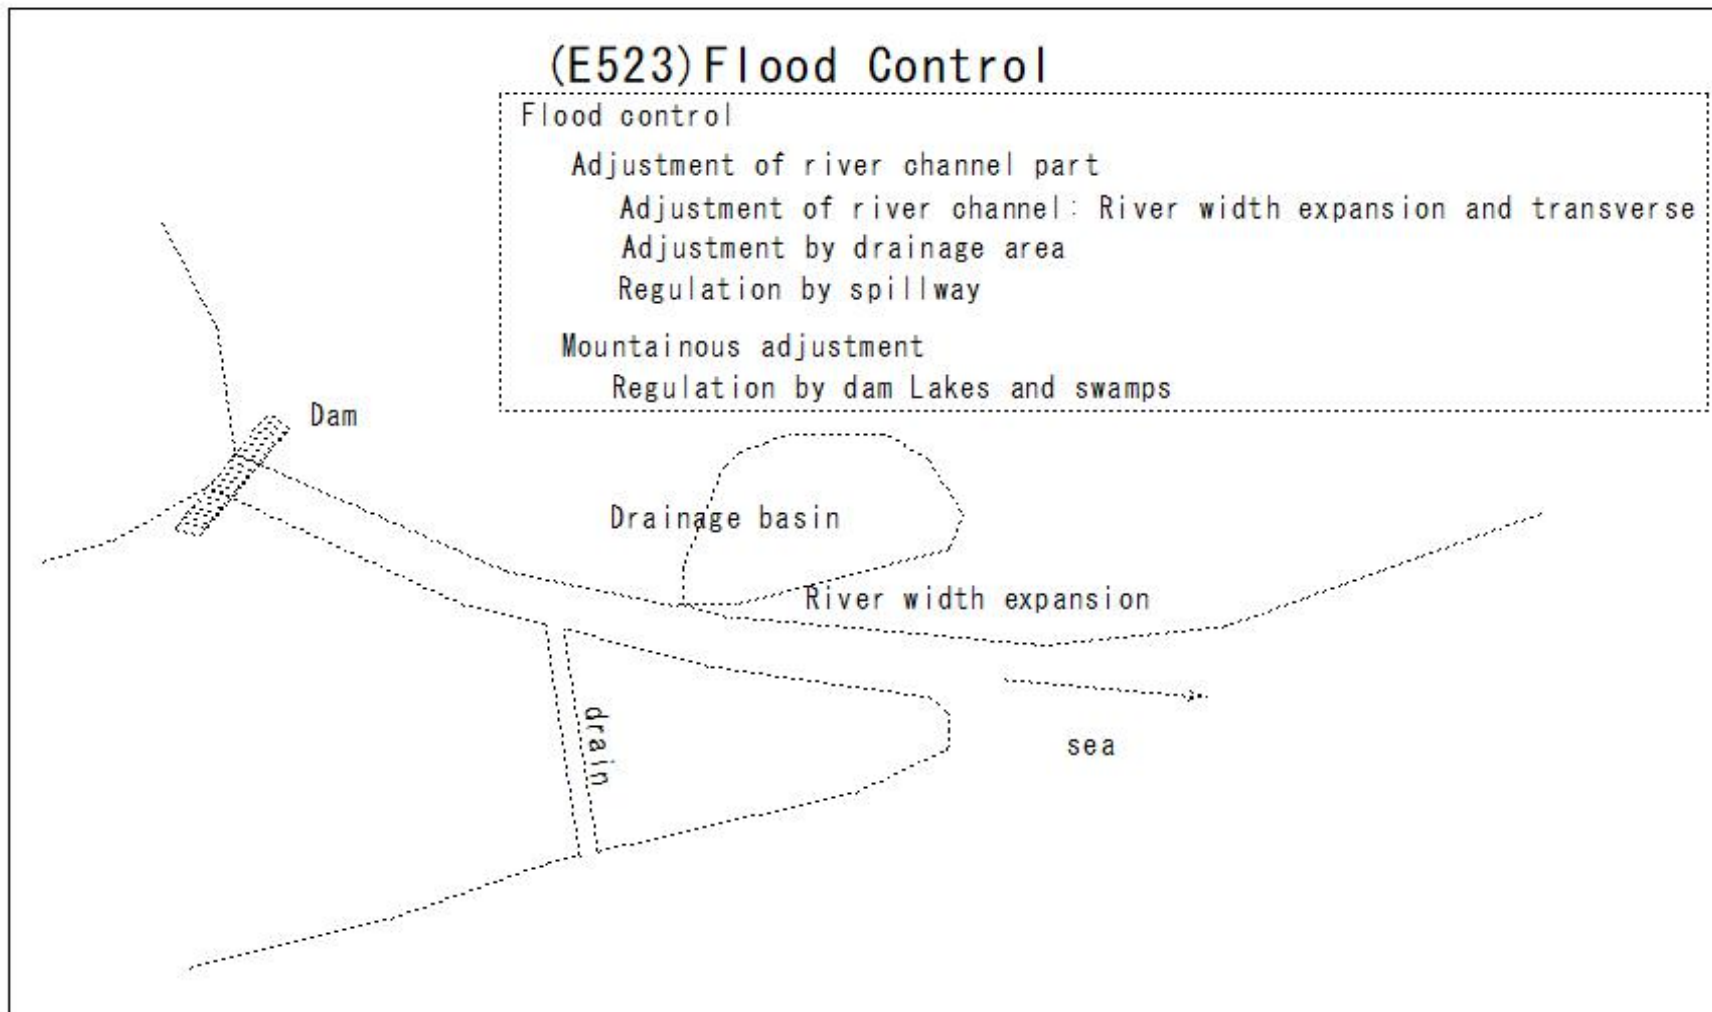 (E523)Flood Control
Flood control
Adjustment of river channel part
Adjustment of river channel: River width expansion and transverse
Adjustment by drainage area
Regulation by spillway
Mountainous adjustment
Regulation by dam Lakes and swamps
Dam
Drainage basin
River width expansion
drain
sea